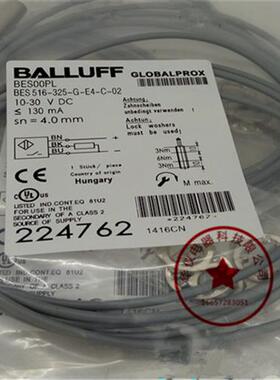 BALLUFF GLOBALPROX
BES00PL
BES 516-325-G-E4-C-02
10-30 V DC
≤ 130 mA
sn = 4.0 mm
Achtung:
Zahnscheiben
unbedingt verwenden !
Caution:
Lock washers
must be used !
BN
BK
BU
3Nm
6Nm
3Nm
M max.
1 Stück / piece
Country of origin
Hungary
IND.CONT.EQ 81U2
FOR USE IN THE
SECONDARY OF A CLASS 2
SOURCE OF SUPPLY
*224762*
224762
1416CN
16657283051